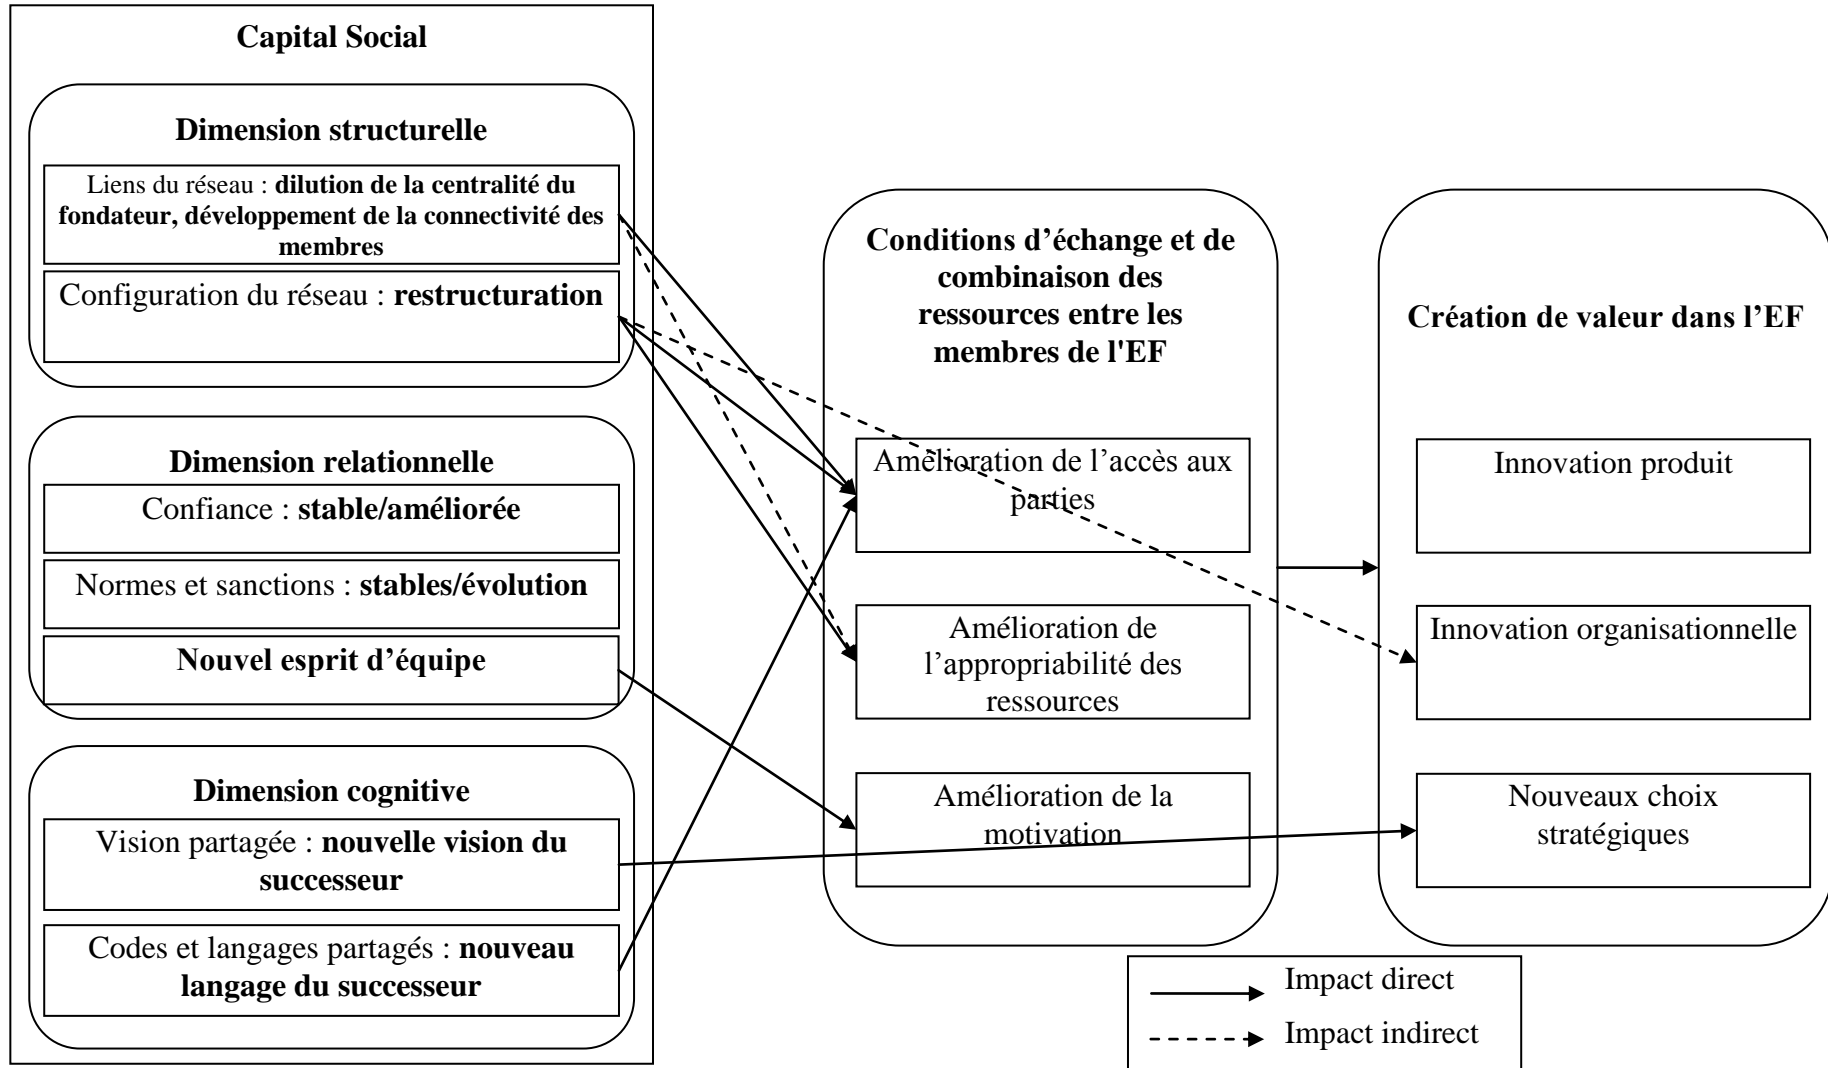 Capital Social
Dimension structurelle
Liens du réseau : dilution de la centralité du
fondateur, développement de la connectivité des
membres
Configuration du réseau : restructuration
Dimension relationnelle
Confiance : stable/améliorée
Normes et sanctions : stables/évolution
Nouvel esprit d’équipe
Dimension cognitive
Vision partagée : nouvelle vision du
successeur
Codes et langages partagés : nouveau
langage du successeur
Conditions d’échange et de
combinaison des
ressources entre les
membres de l'EF
Amélioration de l’accès aux
parties
Amélioration de
l’appropriabilité des
ressources
Amélioration de la
motivation
Création de valeur dans l’EF
Innovation produit
Innovation organisationnelle
Nouveaux choix
stratégiques
Impact direct
Impact indirect